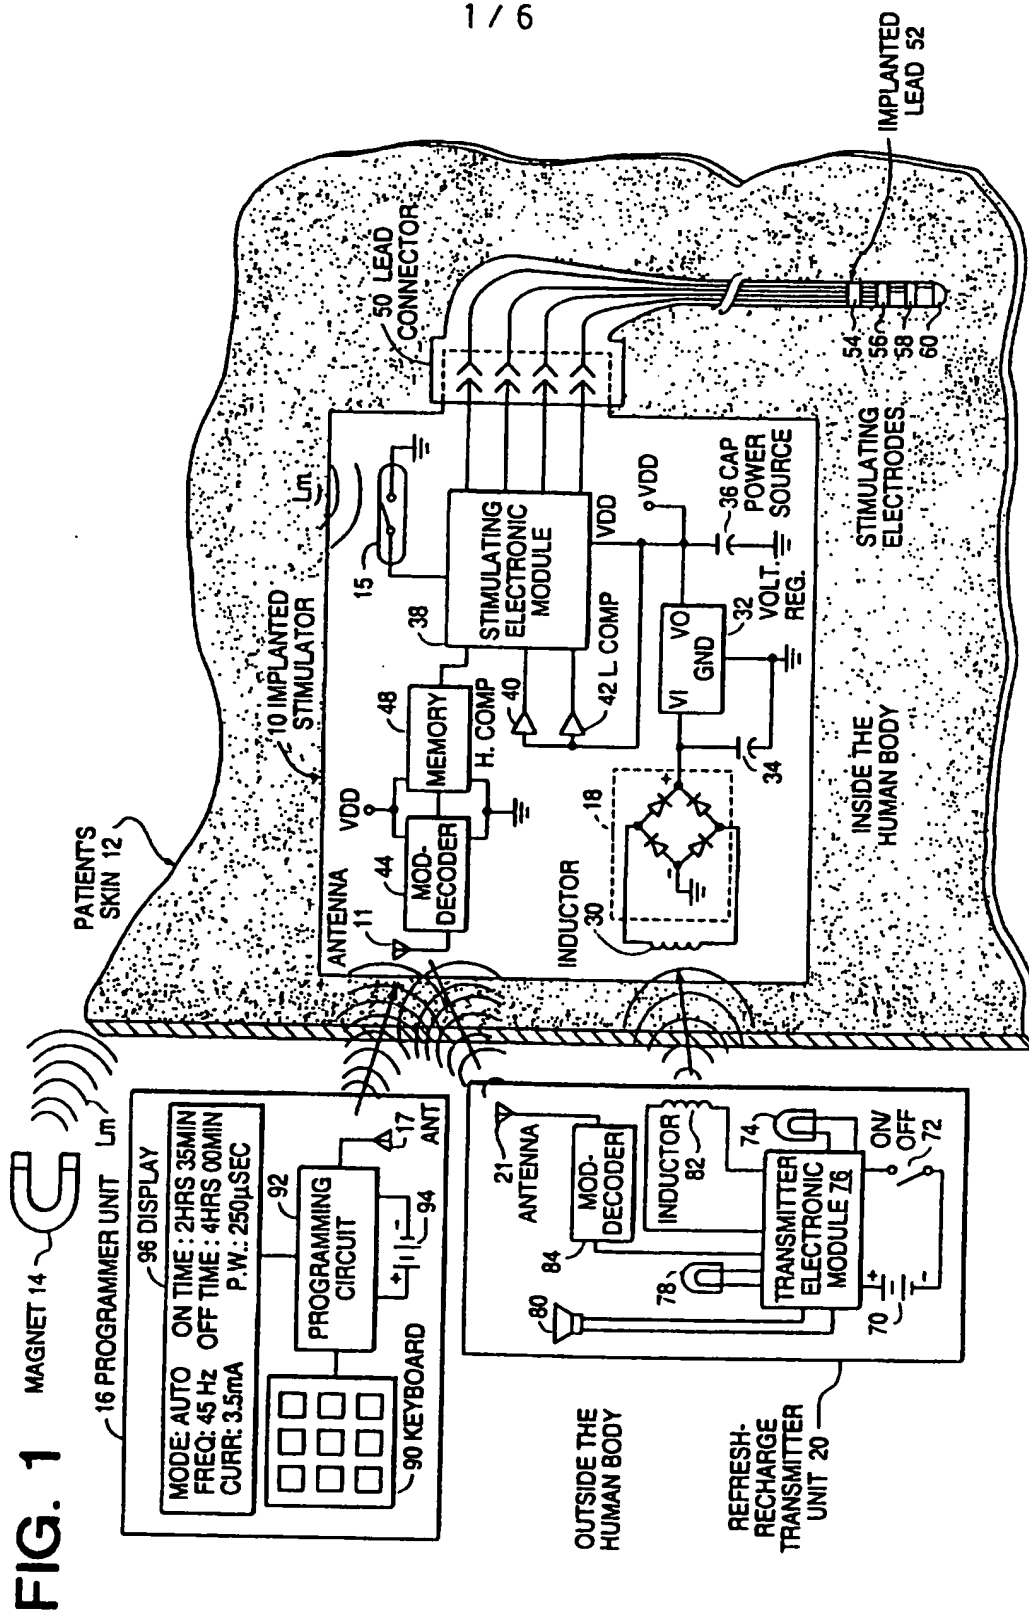 1 / 6
FIG. 1
MAGNET 14
Lm
16 PROGRAMMER UNIT
96 DISPLAY
MODE: AUTO ON TIME : 2HRS 35MIN
FREQ: 45 Hz OFF TIME : 4HRS 00MIN
CURR: 3.5mA P.W.: 250µSEC
92
PROGRAMMING
CIRCUIT
17
ANT
+
-
94
90 KEYBOARD
PATIENT'S
SKIN 12
10 IMPLANTED
STIMULATOR
Lm
15
50 LEAD
CONNECTOR
ANTENNA
11
VDD
44
MOD-
DECODER
48
MEMORY
38
STIMULATING
ELECTRONIC
MODULE
H. COMP
40
42 L COMP
VDD
VDD
36 CAP
POWER
SOURCE
INDUCTOR
30
18
+
-
VI
VO
GND
32
VOLT.
REG.
34
INSIDE THE
HUMAN BODY
STIMULATING
ELECTRODES
54
56
58
60
IMPLANTED
LEAD 52
OUTSIDE THE
HUMAN BODY
REFRESH-
RECHARGE
TRANSMITTER
UNIT 20
21
ANTENNA
MOD-
DECODER
84
INDUCTOR
82
80
78
74
TRANSMITTER
ELECTRONIC
MODULE 76
ON
OFF
72
+
-
70